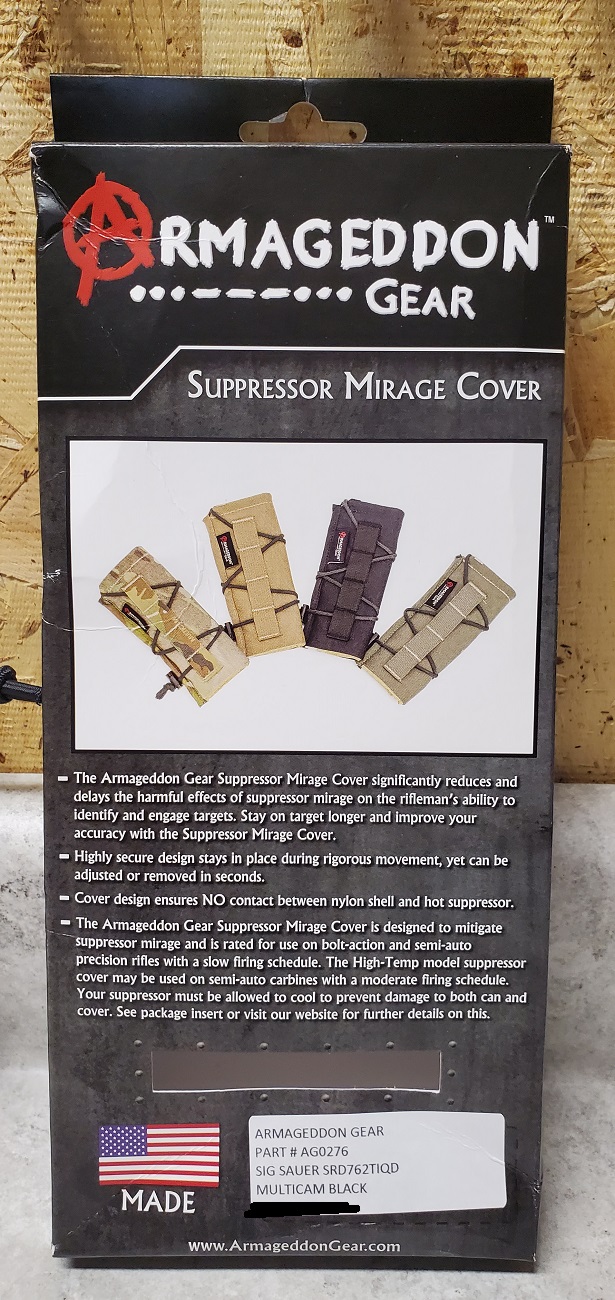 ARMAGEDDON™
GEAR
SUPPRESSOR MIRAGE COVER
- The Armageddon Gear Suppressor Mirage Cover significantly reduces and
delays the harmful effects of suppressor mirage on the rifleman's ability to
identify and engage targets. Stay on target longer and improve your
accuracy with the Suppressor Mirage Cover.
- Highly secure design stays in place during rigorous movement, yet can be
adjusted or removed in seconds.
- Cover design ensures NO contact between nylon shell and hot suppressor.
- The Armageddon Gear Suppressor Mirage Cover is designed to mitigate
suppressor mirage and is rated for use on bolt-action and semi-auto
precision rifles with a slow firing schedule. The High-Temp model suppressor
cover may be used on semi-auto carbines with a moderate firing schedule.
Your suppressor must be allowed to cool to prevent damage to both can and
cover. See package insert or visit our website for further details on this.
MADE
ARMAGEDDON GEAR
PART # AG0276
SIG SAUER SRD762TIQD
MULTICAM BLACK
www.ArmageddonGear.com